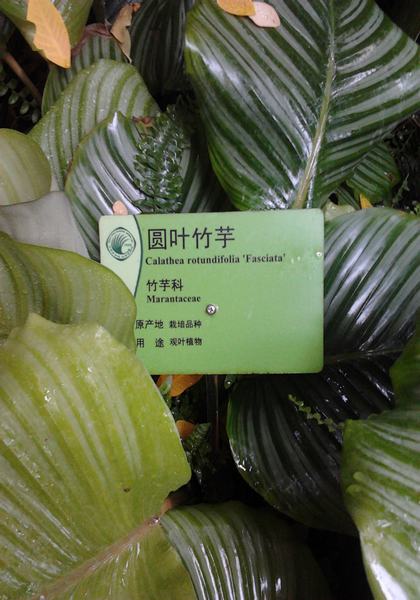 圆叶竹芋
Calathea rotundifolia 'Fasciata'
竹芋科
Marantaceae
原产地 栽培品种
用 途 观叶植物